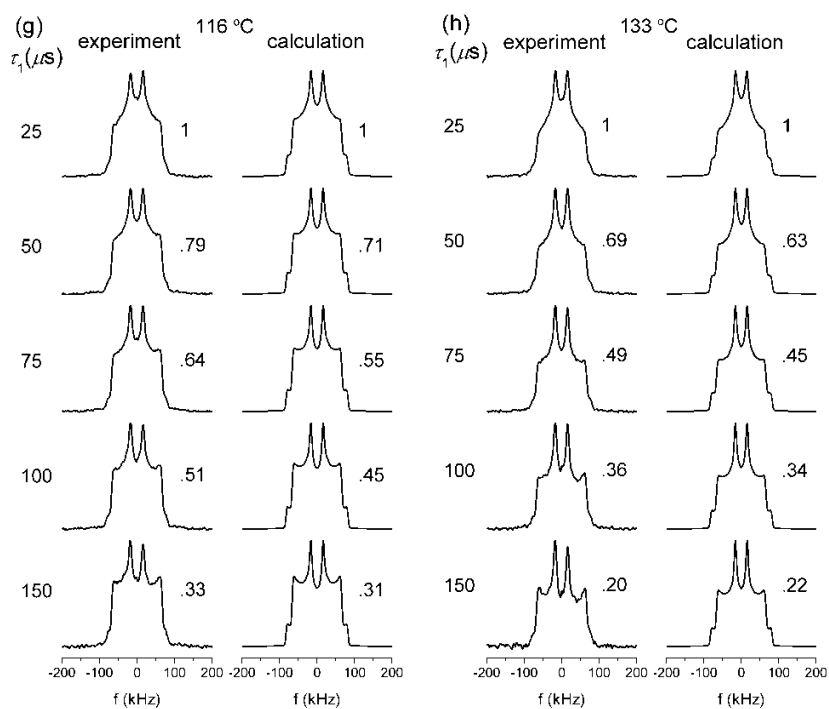 (g) 116 °C
τ1(μs) experiment calculation
25 1 1
50 .79 .71
75 .64 .55
100 .51 .45
150 .33 .31
-200 -100 0 100 200 -200 -100 0 100 200
f (kHz) f (kHz)
(h) 133 °C
τ1(μs) experiment calculation
25 1 1
50 .69 .63
75 .49 .45
100 .36 .34
150 .20 .22
-200 -100 0 100 200 -200 -100 0 100 200
f (kHz) f (kHz)